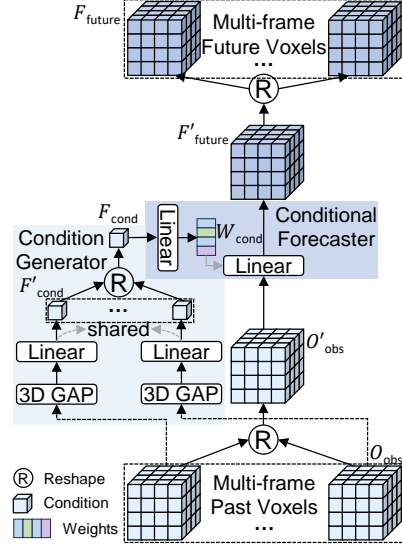 F_future
Multi-frame
Future Voxels
...
R
F'_future
F_cond
Linear
W_cond
Conditional
Forecaster
Linear
Condition
Generator
R
F'_cond
...
shared
Linear
Linear
3D GAP
3D GAP
O'_obs
R
O_obs
Multi-frame
Past Voxels
...
R Reshape
Condition
Weights